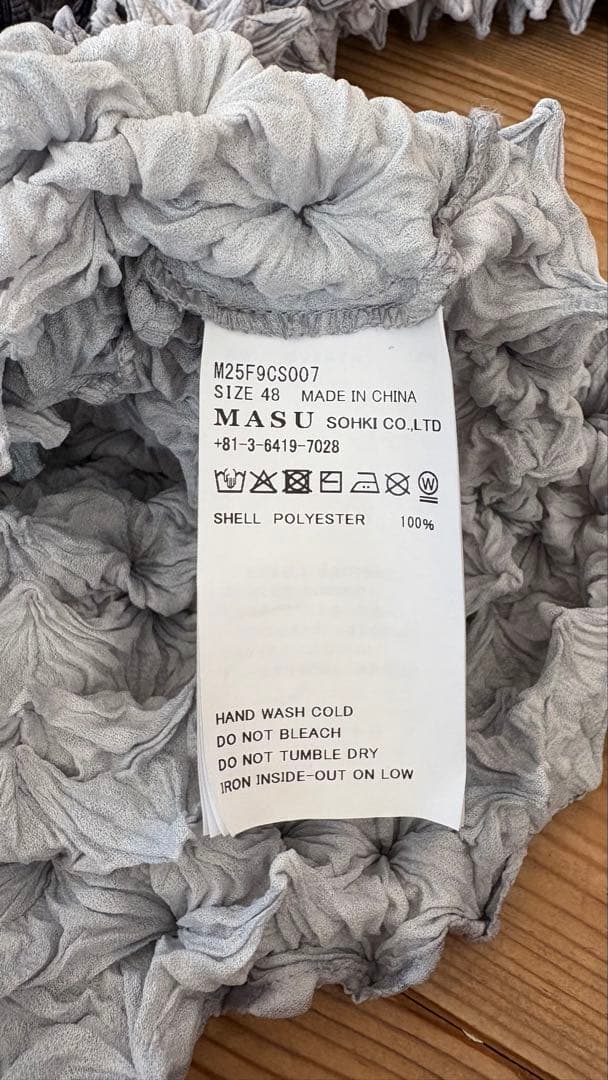 M25F9CS007
SIZE 48 MADE IN CHINA
MASU SOHKI CO.,LTD
+81-3-6419-7028
W
SHELL POLYESTER 100%
HAND WASH COLD
DO NOT BLEACH
DO NOT TUMBLE DRY
IRON INSIDE-OUT ON LOW